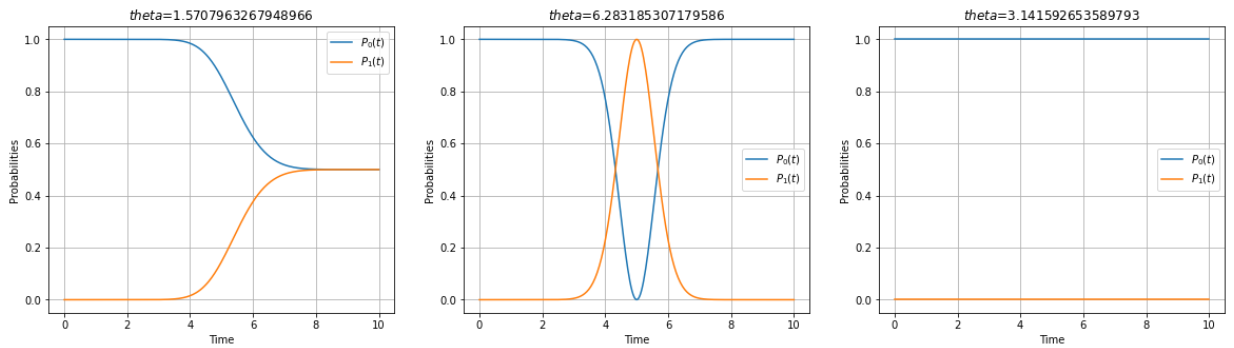 theta=1.5707963267948966
1.0
0.8
0.6
0.4
0.2
0.0
Probabilities
P₀(t)
P₁(t)
0 2 4 6 8 10
Time
theta=6.283185307179586
1.0
0.8
0.6
0.4
0.2
0.0
Probabilities
P₀(t)
P₁(t)
0 2 4 6 8 10
Time
theta=3.141592653589793
1.0
0.8
0.6
0.4
0.2
0.0
Probabilities
P₀(t)
P₁(t)
0 2 4 6 8 10
Time